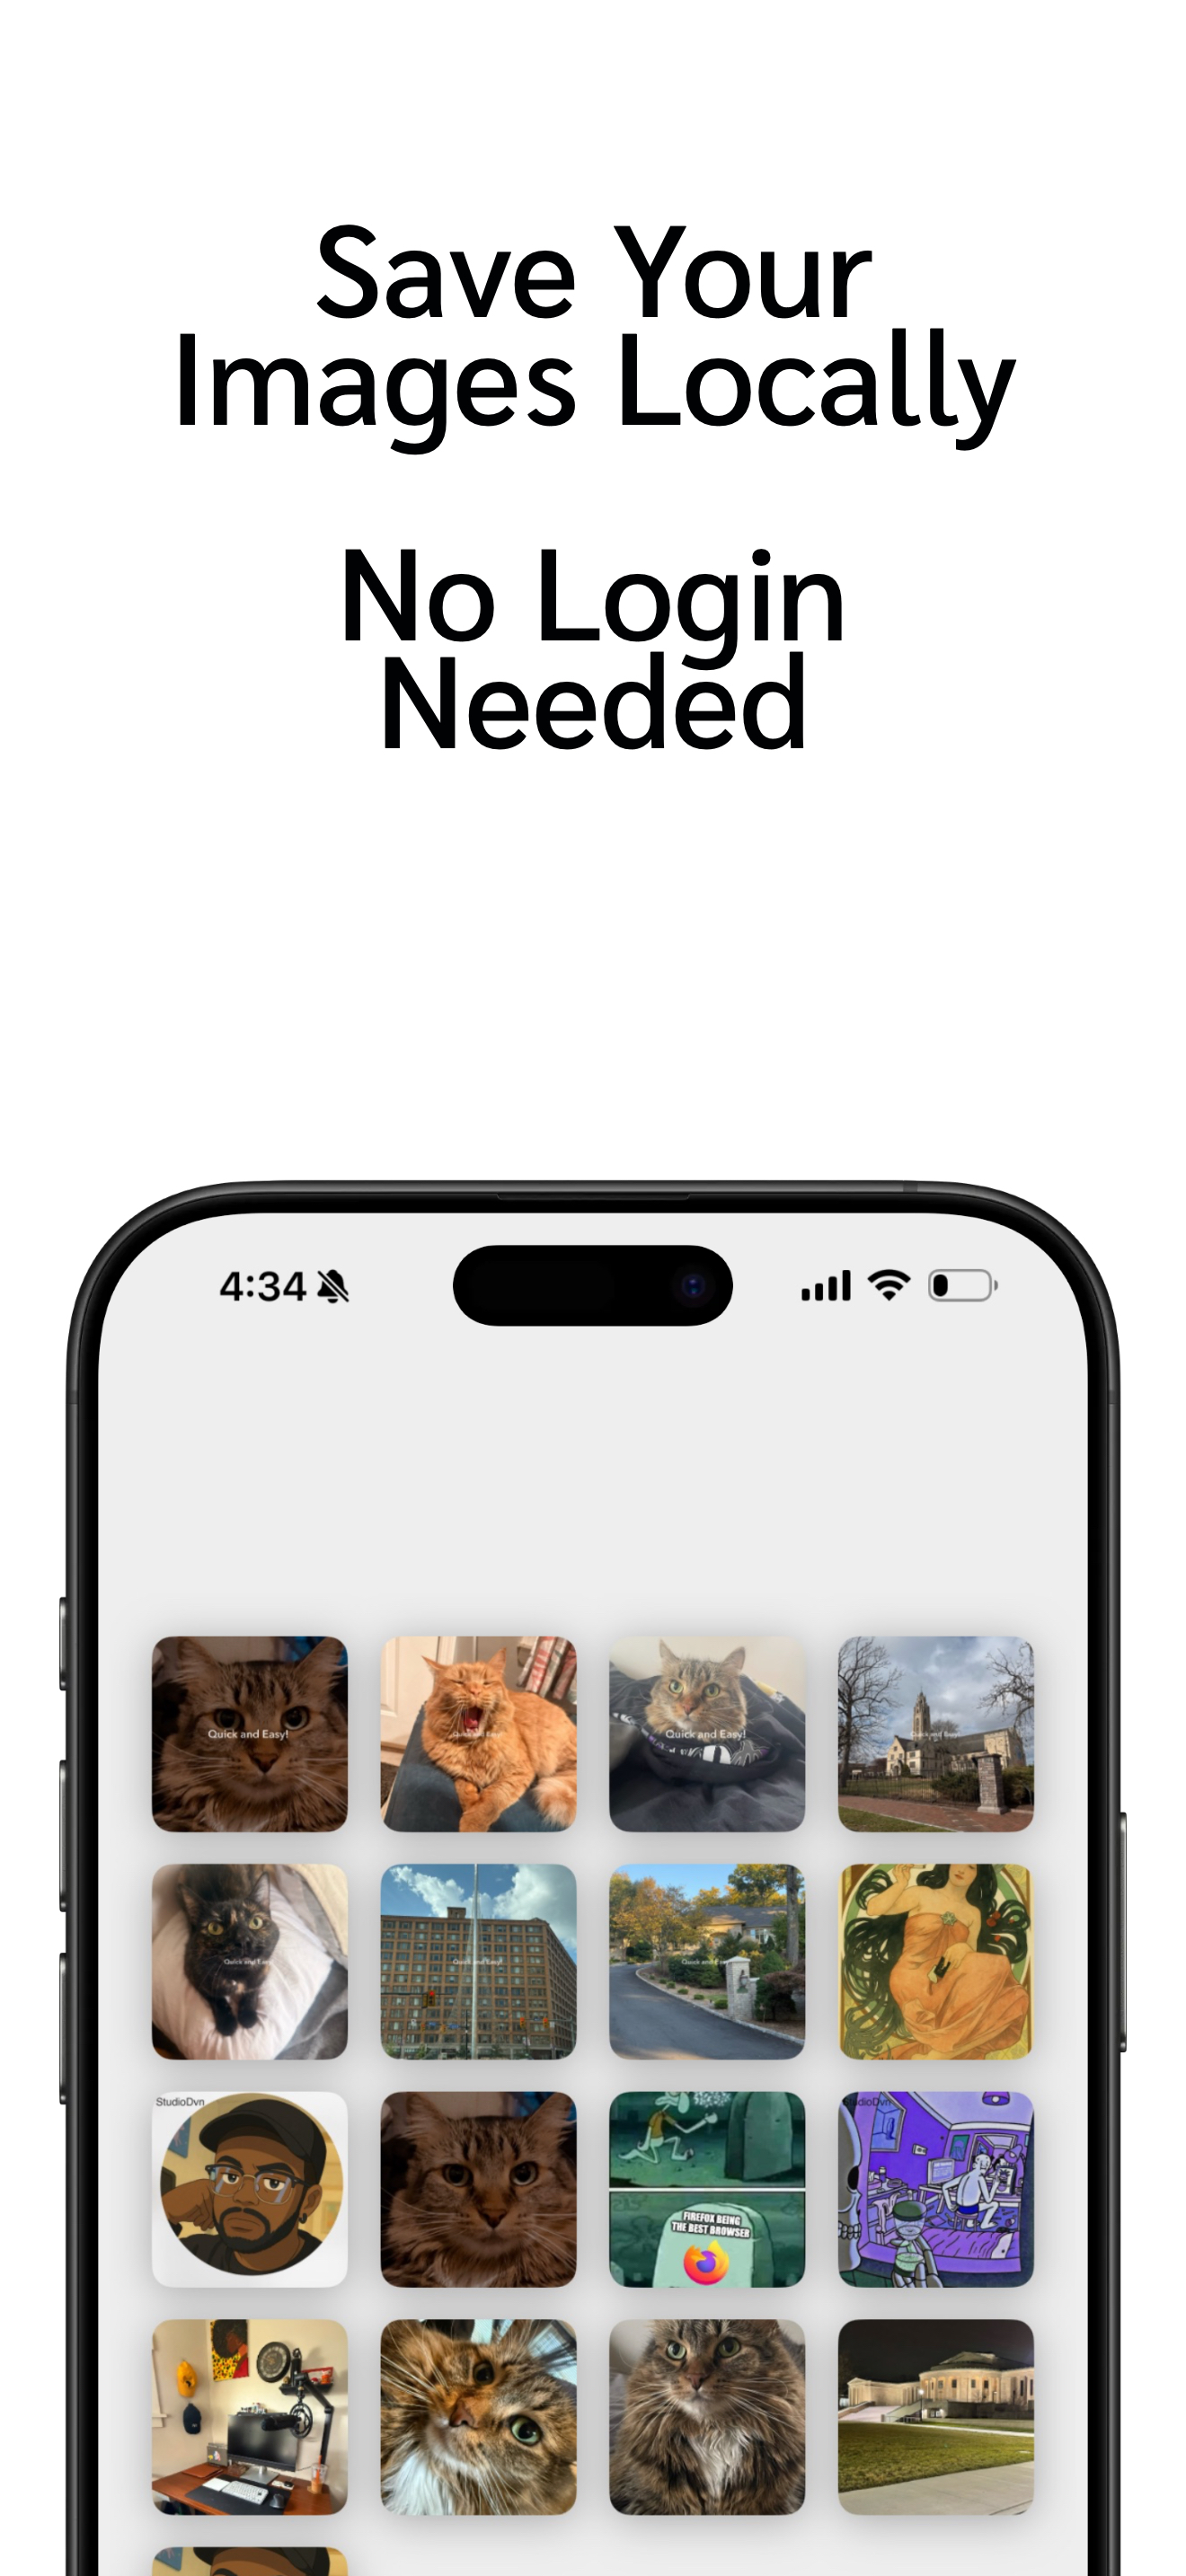 Save Your
Images Locally
No Login
Needed
4:34
Quick and Easy!
Quick and Easy!
Quick and Easy!
Quick and Easy!
Quick and Easy!
Quick and Easy!
StudioDvn
StudioDvn
FIREFOX BEING
THE BEST BROWSER